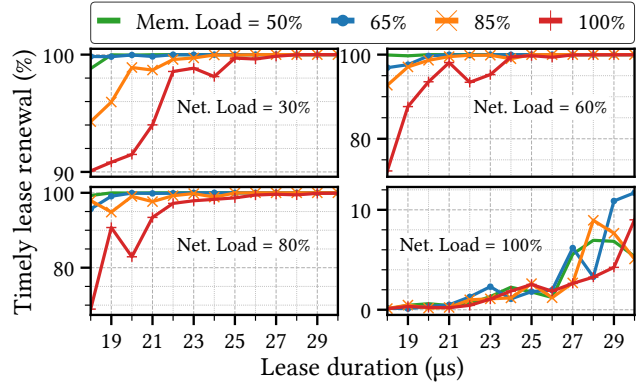 Mem. Load = 50% 65% 85% 100%
Timely lease renewal (%)
100
90
Net. Load = 30%
100
80
Net. Load = 60%
100
80
Net. Load = 80%
10
0
Net. Load = 100%
19 21 23 25 27 29
19 21 23 25 27 29
Lease duration (µs)